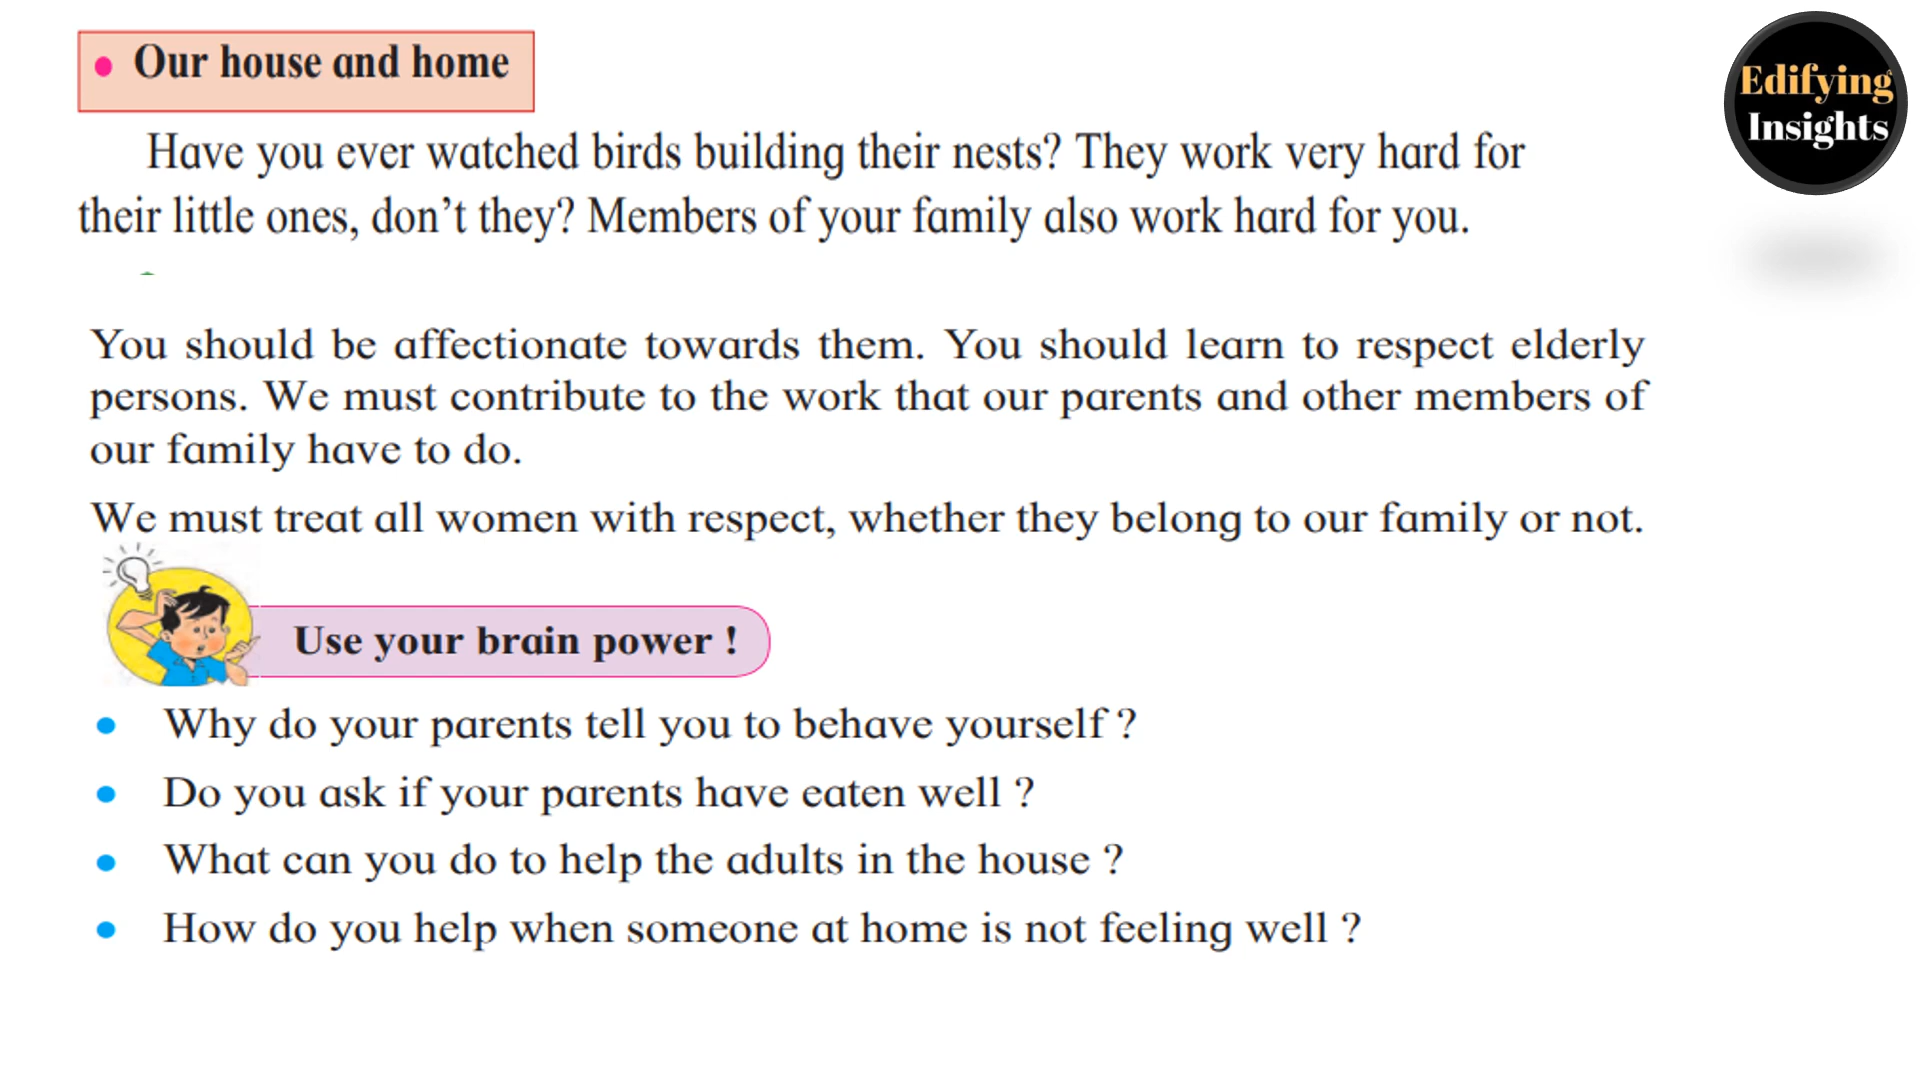 • Our house and home
Edifying
Insights
Have you ever watched birds building their nests? They work very hard for
their little ones, don’t they? Members of your family also work hard for you.
You should be affectionate towards them. You should learn to respect elderly
persons. We must contribute to the work that our parents and other members of
our family have to do.
We must treat all women with respect, whether they belong to our family or not.
Use your brain power !
• Why do your parents tell you to behave yourself ?
• Do you ask if your parents have eaten well ?
• What can you do to help the adults in the house ?
• How do you help when someone at home is not feeling well ?